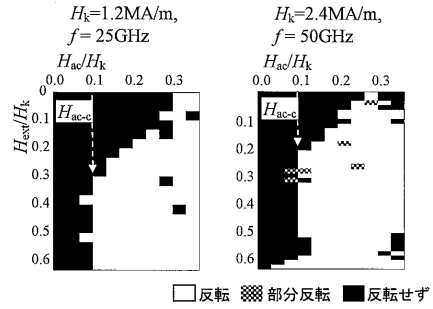 Hk=1.2MA/m,
f = 25GHz
Hac/Hk
0.0 0.1 0.2 0.3
Hext/Hk
0
0.1
0.2
0.3
0.4
0.5
0.6
Hac-c
Hk=2.4MA/m,
f = 50GHz
Hac/Hk
0.0 0.1 0.2 0.3
0.1
0.2
0.3
0.4
0.5
0.6
Hac-c
反転 部分反転 反転せず